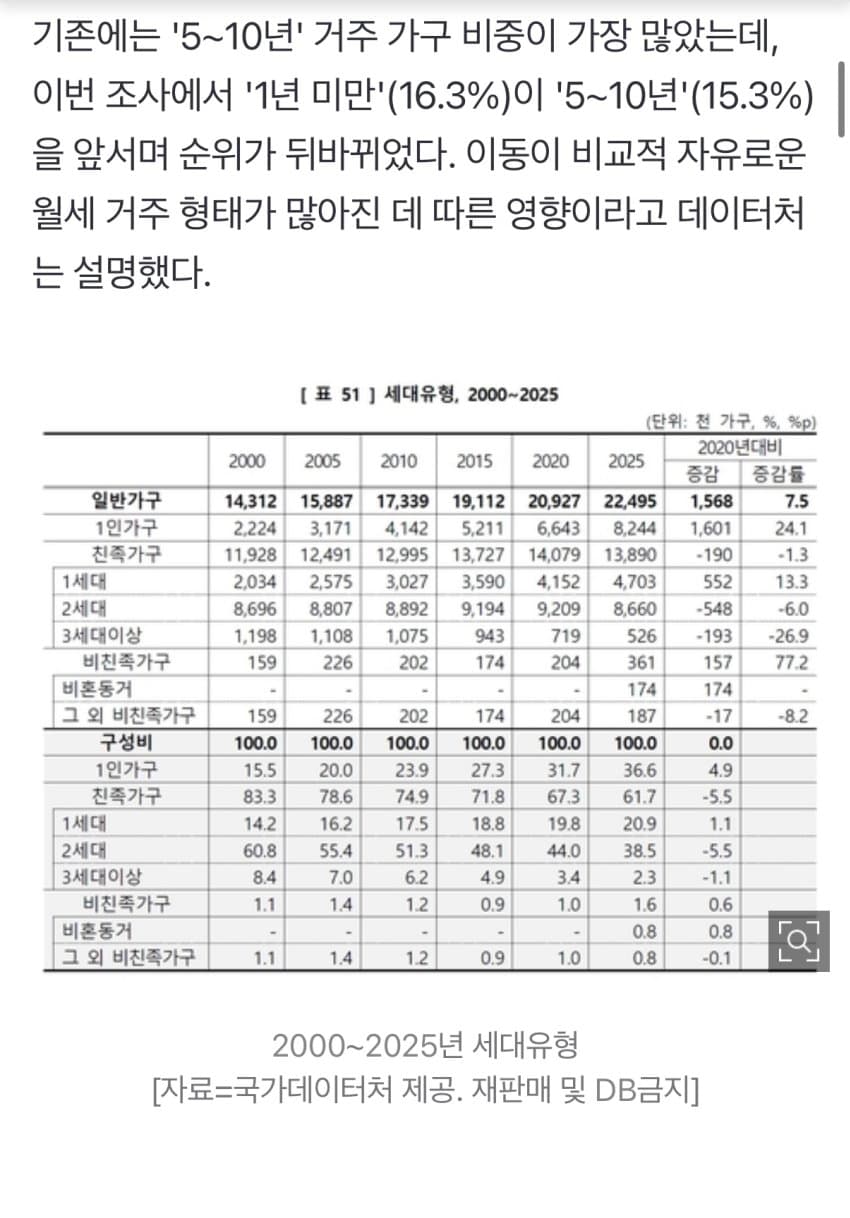 기존에는 '5~10년' 거주 가구 비중이 가장 많았는데,
이번 조사에서 '1년 미만'(16.3%)이 '5~10년'(15.3%)
을 앞서며 순위가 뒤바뀌었다. 이동이 비교적 자유로운
월세 거주 형태가 많아진 데 따른 영향이라고 데이터처
는 설명했다.
[ 표 51 ] 세대유형, 2000~2025
(단위: 천 가구, %, %p)
2000 2005 2010 2015 2020 2025 2020년대비
증감 증감률
일반가구 14,312 15,887 17,339 19,112 20,927 22,495 1,568 7.5
1인가구 2,224 3,171 4,142 5,211 6,643 8,244 1,601 24.1
친족가구 11,928 12,491 12,995 13,727 14,079 13,890 -190 -1.3
1세대 2,034 2,575 3,027 3,590 4,152 4,703 552 13.3
2세대 8,696 8,807 8,892 9,194 9,209 8,660 -548 -6.0
3세대이상 1,198 1,108 1,075 943 719 526 -193 -26.9
비친족가구 159 226 202 174 204 361 157 77.2
비혼동거 - - - - - 174 174 -
그 외 비친족가구 159 226 202 174 204 187 -17 -8.2
구성비 100.0 100.0 100.0 100.0 100.0 100.0 0.0
1인가구 15.5 20.0 23.9 27.3 31.7 36.6 4.9
친족가구 83.3 78.6 74.9 71.8 67.3 61.7 -5.5
1세대 14.2 16.2 17.5 18.8 19.8 20.9 1.1
2세대 60.8 55.4 51.3 48.1 44.0 38.5 -5.5
3세대이상 8.4 7.0 6.2 4.9 3.4 2.3 -1.1
비친족가구 1.1 1.4 1.2 0.9 1.0 1.6 0.6
비혼동거 - - - - - 0.8 0.8
그 외 비친족가구 1.1 1.4 1.2 0.9 1.0 0.8 -0.1
2000~2025년 세대유형
[자료=국가데이터처 제공. 재판매 및 DB금지]